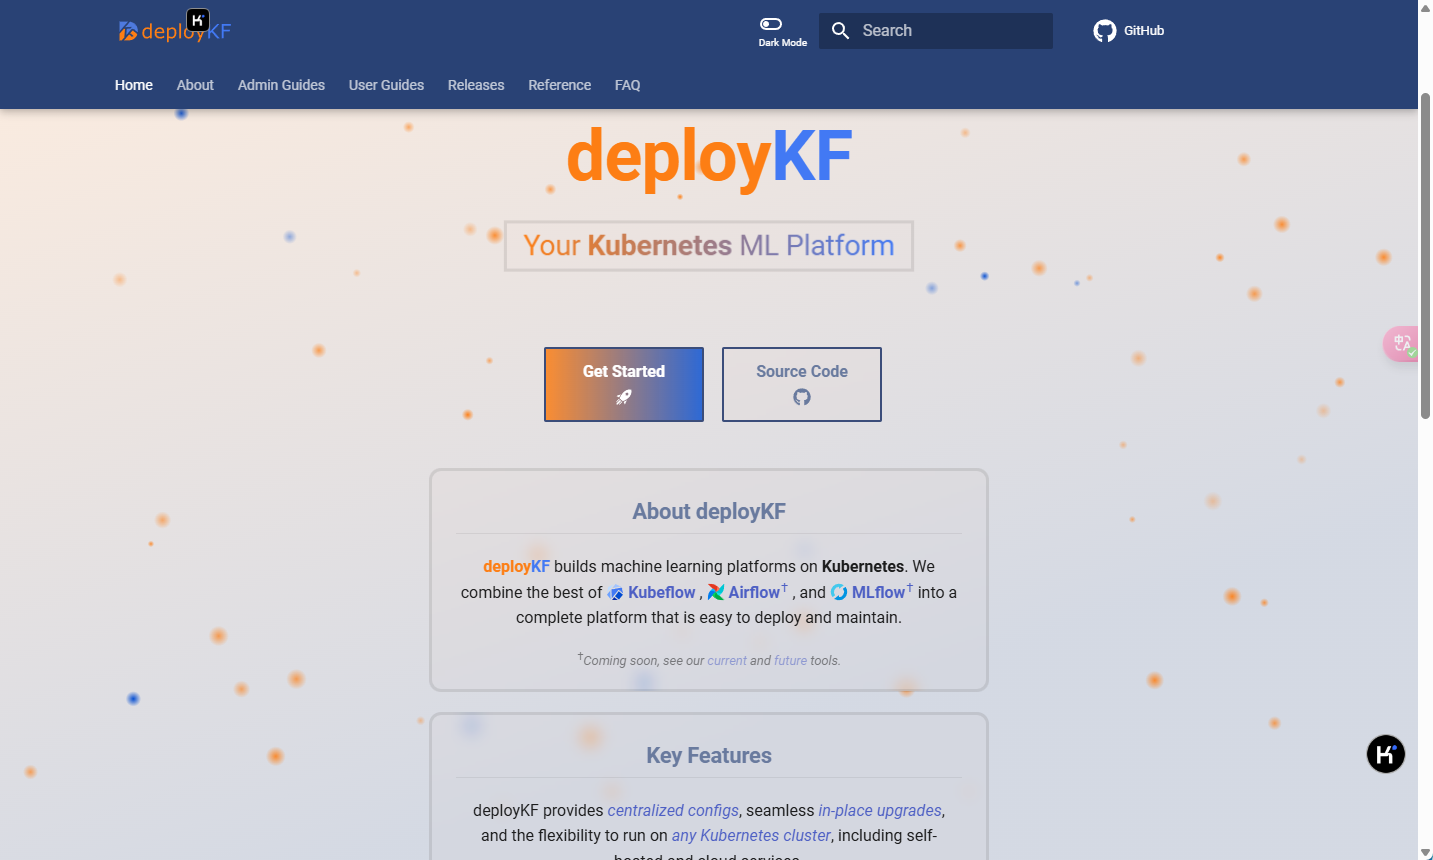 deployKF
Dark Mode
Search
GitHub
Home
About
Admin Guides
User Guides
Releases
Reference
FAQ
deployKF
Your Kubernetes ML Platform
Get Started
Source Code
About deployKF
deployKF builds machine learning platforms on Kubernetes. We
combine the best of Kubeflow , Airflow† , and MLflow† into a
complete platform that is easy to deploy and maintain.
†Coming soon, see our current and future tools.
Key Features
deployKF provides centralized configs, seamless in-place upgrades,
and the flexibility to run on any Kubernetes cluster, including self-
hosted and cloud services.